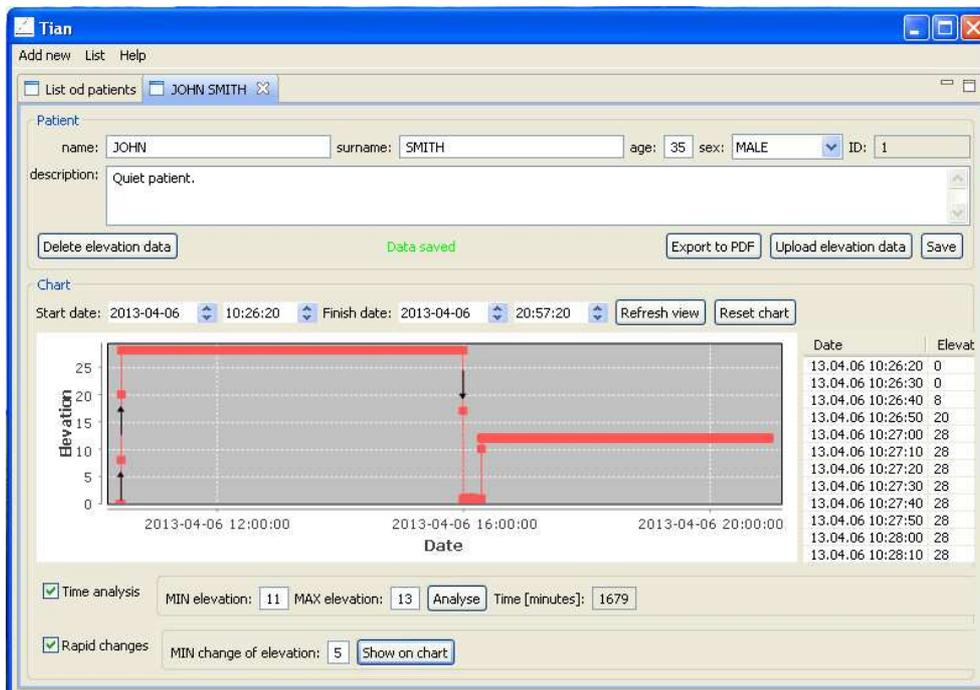 Tian
Add new List Help
List od patients JOHN SMITH
Patient
name: JOHN surname: SMITH age: 35 sex: MALE ID: 1
description: Quiet patient.
Delete elevation data Data saved Export to PDF Upload elevation data Save
Chart
Start date: 2013-04-06 10:26:20 Finish date: 2013-04-06 20:57:20 Refresh view Reset chart
Elevation
25
20
15
10
5
0
2013-04-06 12:00:00 2013-04-06 16:00:00 2013-04-06 20:00:00
Date
Date Elevat
13.04.06 10:26:20 0
13.04.06 10:26:30 0
13.04.06 10:26:40 8
13.04.06 10:26:50 20
13.04.06 10:27:00 28
13.04.06 10:27:10 28
13.04.06 10:27:20 28
13.04.06 10:27:30 28
13.04.06 10:27:40 28
13.04.06 10:27:50 28
13.04.06 10:28:00 28
13.04.06 10:28:10 28
Time analysis MIN elevation: 11 MAX elevation: 13 Analyse Time [minutes]: 1679
Rapid changes MIN change of elevation: 5 Show on chart